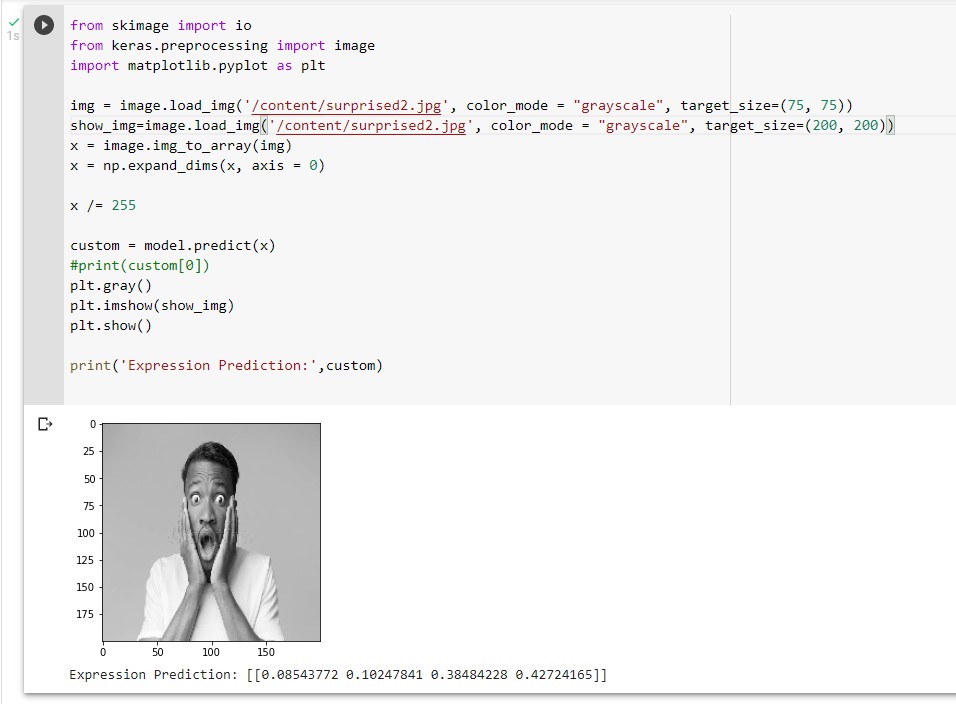 1s
from skimage import io
from keras.preprocessing import image
import matplotlib.pyplot as plt
img = image.load_img('/content/surprised2.jpg', color_mode = "grayscale", target_size=(75, 75))
show_img=image.load_img('/content/surprised2.jpg', color_mode = "grayscale", target_size=(200, 200))
x = image.img_to_array(img)
x = np.expand_dims(x, axis = 0)
x /= 255
custom = model.predict(x)
#print(custom[0])
plt.gray()
plt.imshow(show_img)
plt.show()
print('Expression Prediction:',custom)
0
25
50
75
100
125
150
175
0 50 100 150
Expression Prediction: [[0.08543772 0.10247841 0.38484228 0.42724165]]